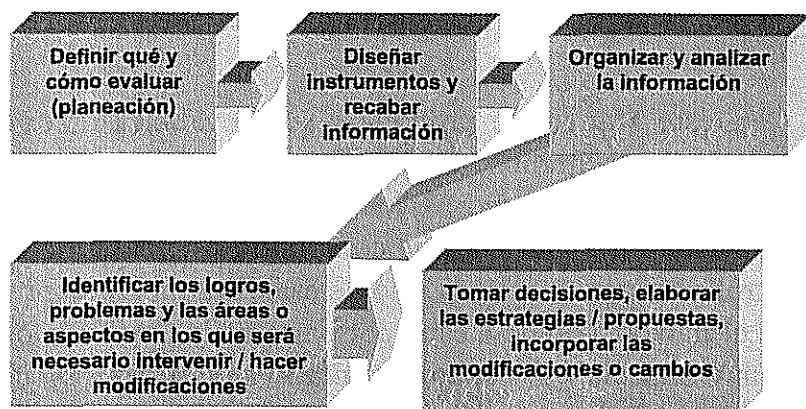 Definir qué y
cómo evaluar
(planeación)
Diseñar
instrumentos y
recabar
información
Organizar y analizar
la información
Identificar los logros,
problemas y las áreas o
aspectos en los que será
necesario intervenir / hacer
modificaciones
Tomar decisiones, elaborar
las estrategias / propuestas,
incorporar las
modificaciones o cambios